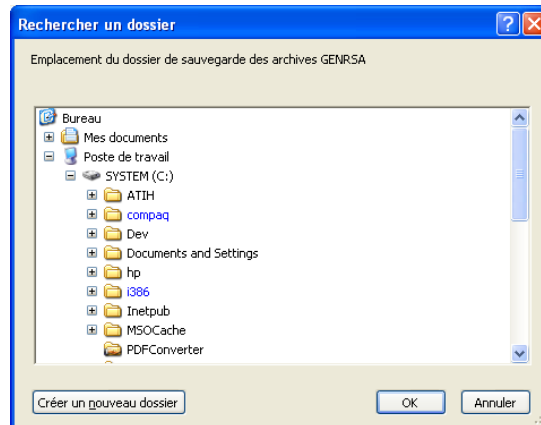 Rechercher un dossier
Emplacement du dossier de sauvegarde des archives GENRSA
Bureau
Mes documents
Poste de travail
SYSTEM (C:)
ATIH
compaq
Dev
Documents and Settings
hp
i386
Inetpub
MSOCache
PDFConverter
Créer un nouveau dossier OK Annuler